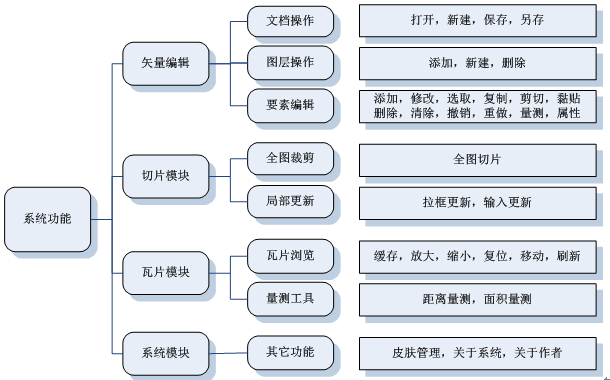 文档操作
打开，新建，保存，另存
矢量编辑
图层操作
添加，新建，删除
要素编辑
添加，修改，选取，复制，剪切，黏贴
删除，清除，撤销，重做，量测，属性
切片模块
全图裁剪
全图切片
局部更新
拉框更新，输入更新
系统功能
瓦片模块
瓦片浏览
缓存，放大，缩小，复位，移动，刷新
量测工具
距离量测，面积量测
系统模块
其它功能
皮肤管理，关于系统，关于作者